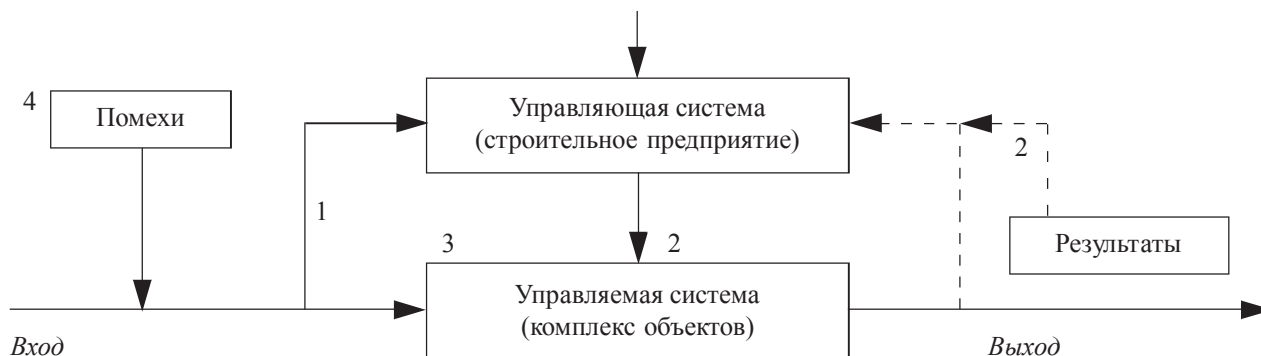 4
Помехи
Управляющая система
(строительное предприятие)
2
1
Результаты
3
2
Управляемая система
(комплекс объектов)
Вход
Выход